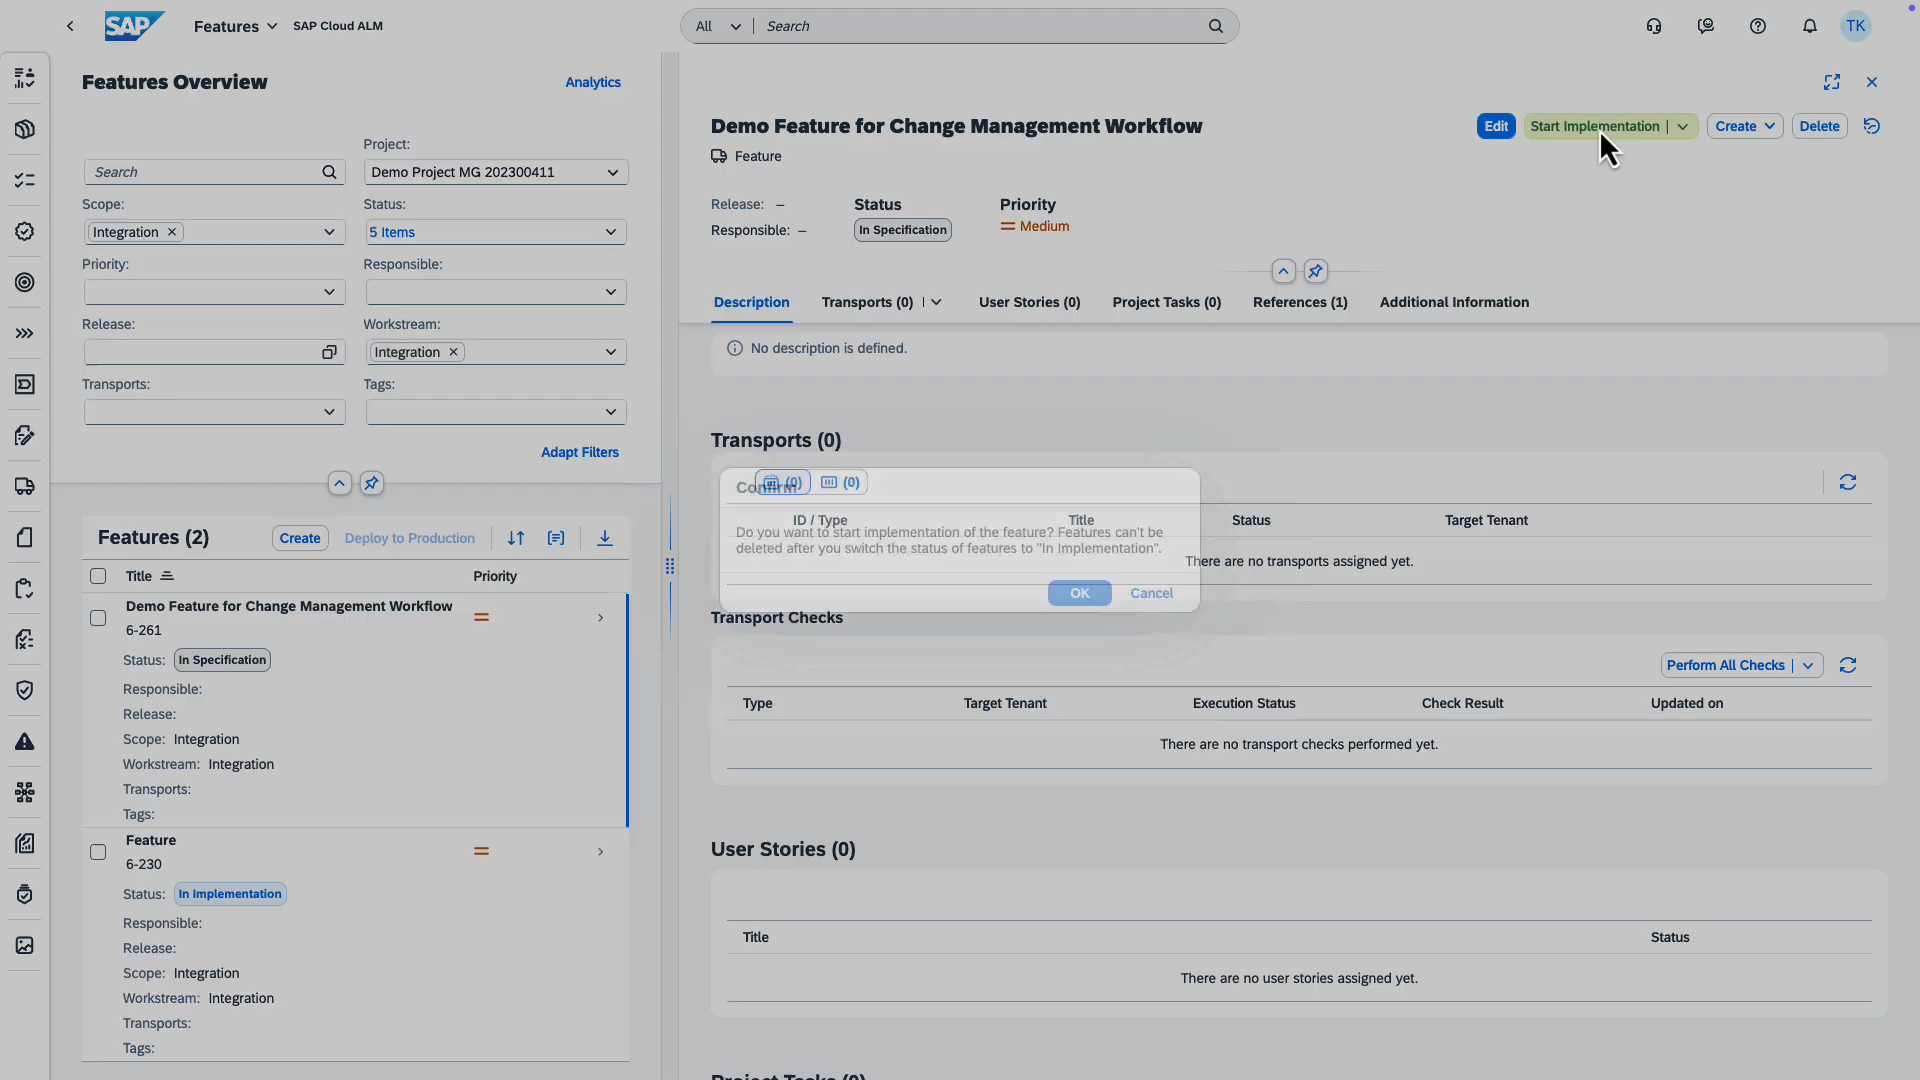 SAP
Features
SAP Cloud ALM
All
Search
TK
Features Overview
Analytics
Search
Project:
Demo Project MG 202300411
Scope:
Integration
Status:
5 Items
Priority:
Responsible:
Release:
Workstream:
Integration
Transports:
Tags:
Adapt Filters
Features (2)
Create
Deploy to Production
Title
Priority
Demo Feature for Change Management Workflow
6-261
Status: In Specification
Responsible:
Release:
Scope: Integration
Workstream: Integration
Transports:
Tags:
Feature
6-230
Status: In Implementation
Responsible:
Release:
Scope: Integration
Workstream: Integration
Transports:
Tags:
Demo Feature for Change Management Workflow
Edit
Start Implementation
Create
Delete
Feature
Release: –
Responsible: –
Status
In Specification
Priority
Medium
Description
Transports (0)
User Stories (0)
Project Tasks (0)
References (1)
Additional Information
No description is defined.
Transports (0)
(0)
(0)
ID / Type
Title
Status
Target Tenant
There are no transports assigned yet.
Confirm
Do you want to start implementation of the feature? Features can't be
deleted after you switch the status of features to "In Implementation".
OK
Cancel
Transport Checks
Perform All Checks
Type
Target Tenant
Execution Status
Check Result
Updated on
There are no transport checks performed yet.
User Stories (0)
Title
Status
There are no user stories assigned yet.
Project Tasks (0)